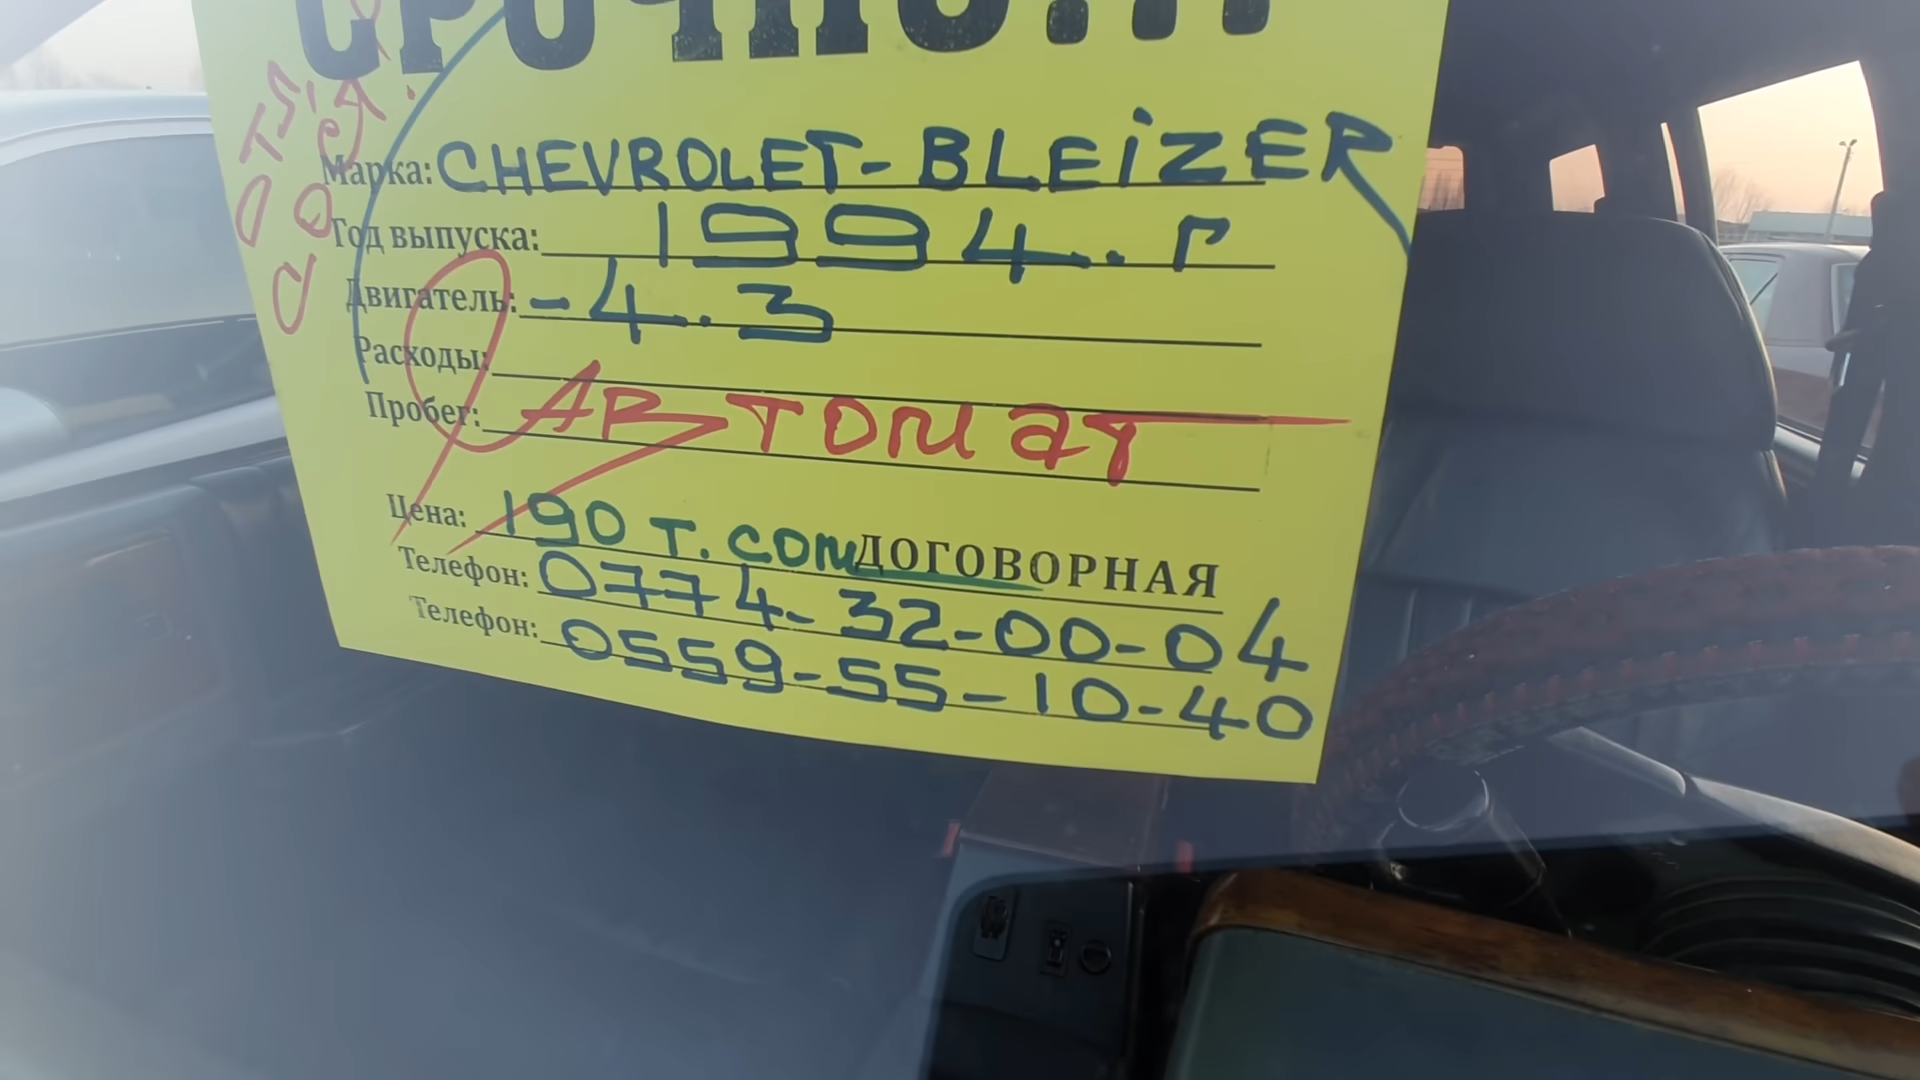 СРОЧНО!!!
Марка: CHEVROLET-BLEiZER
Год выпуска: 1994.г
Двигатель: -4.3
Расходы:
Пробег: Автомат
Цена: 190 т. сом ДОГОВОРНАЯ
Телефон: 0774-32-00-04
Телефон: 0559-55-10-40